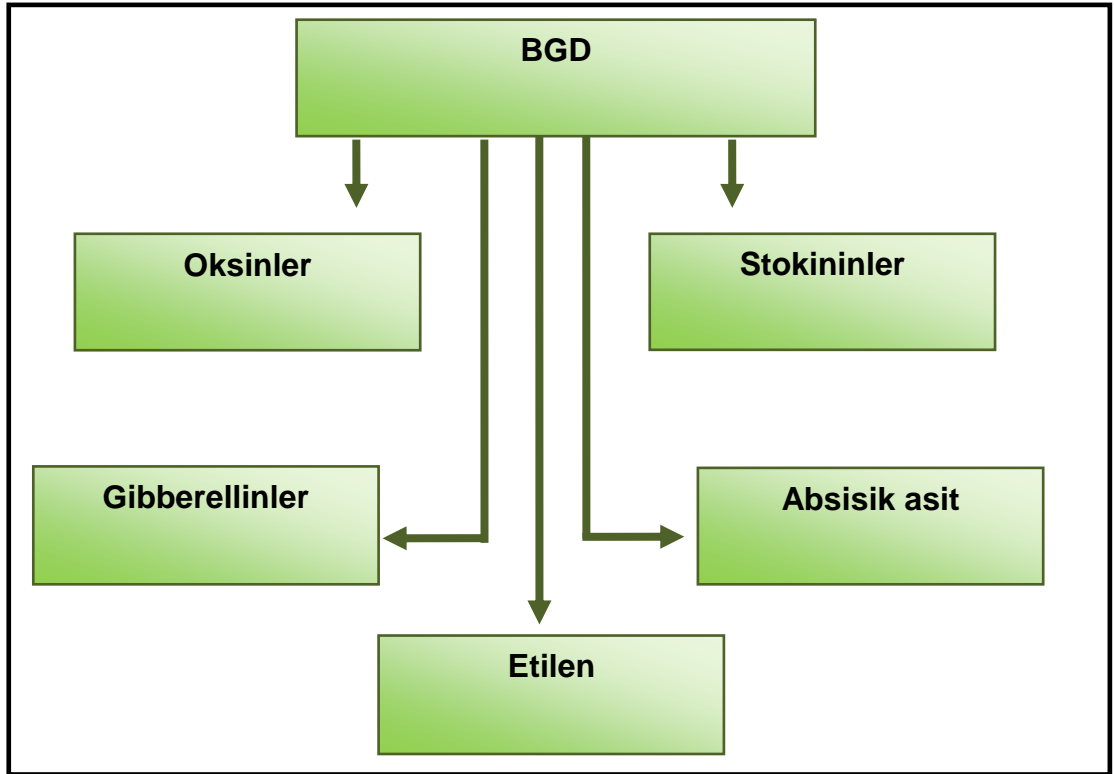 BGD
Oksinler
Stokininler
Gibberellinler
Absisik asit
Etilen